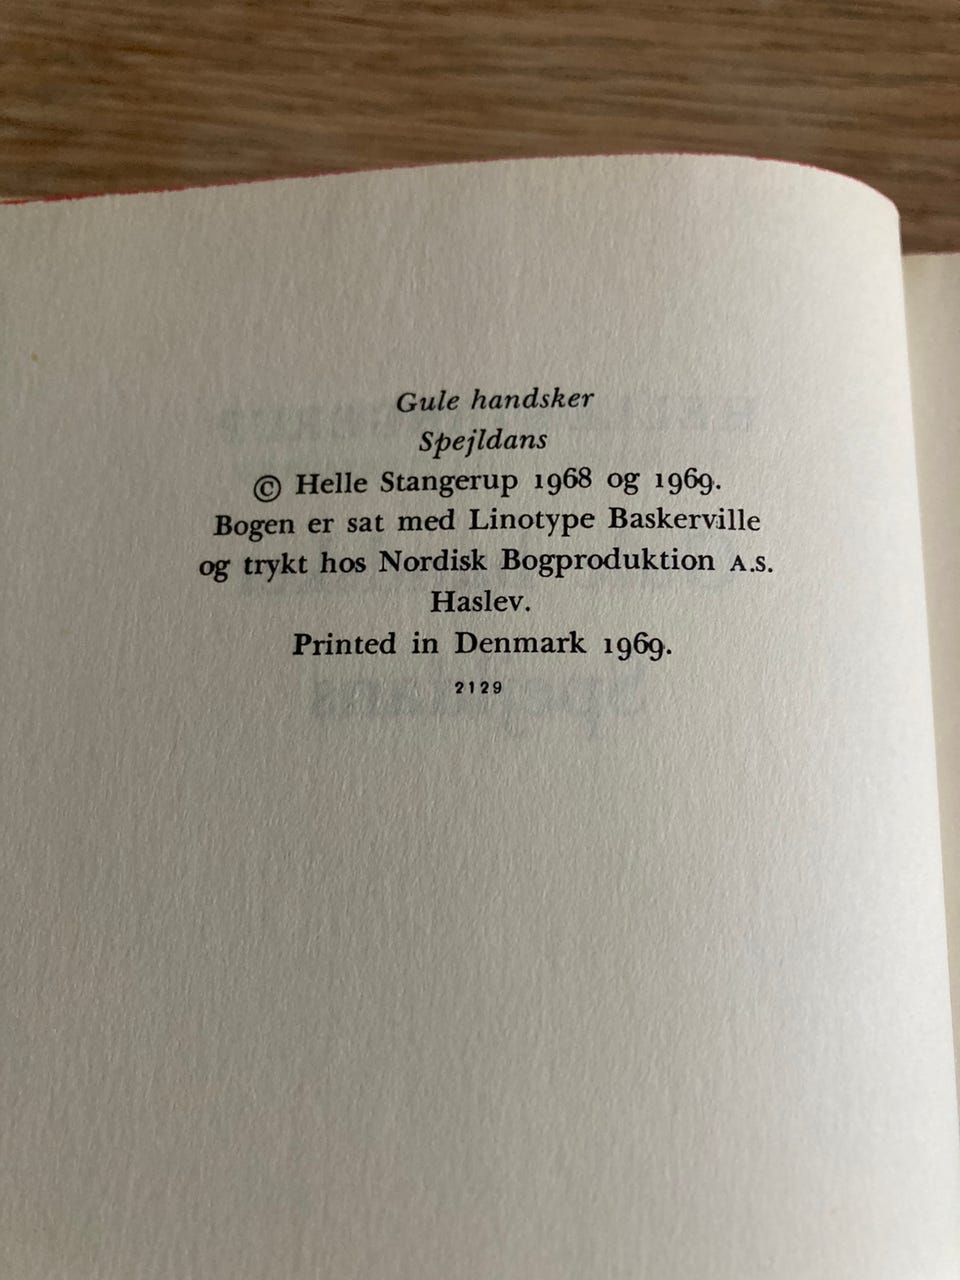 Gule handsker
Spejldans
© Helle Stangerup 1968 og 1969.
Bogen er sat med Linotype Baskerville
og trykt hos Nordisk Bogproduktion A.S.
Haslev.
Printed in Denmark 1969.
2129